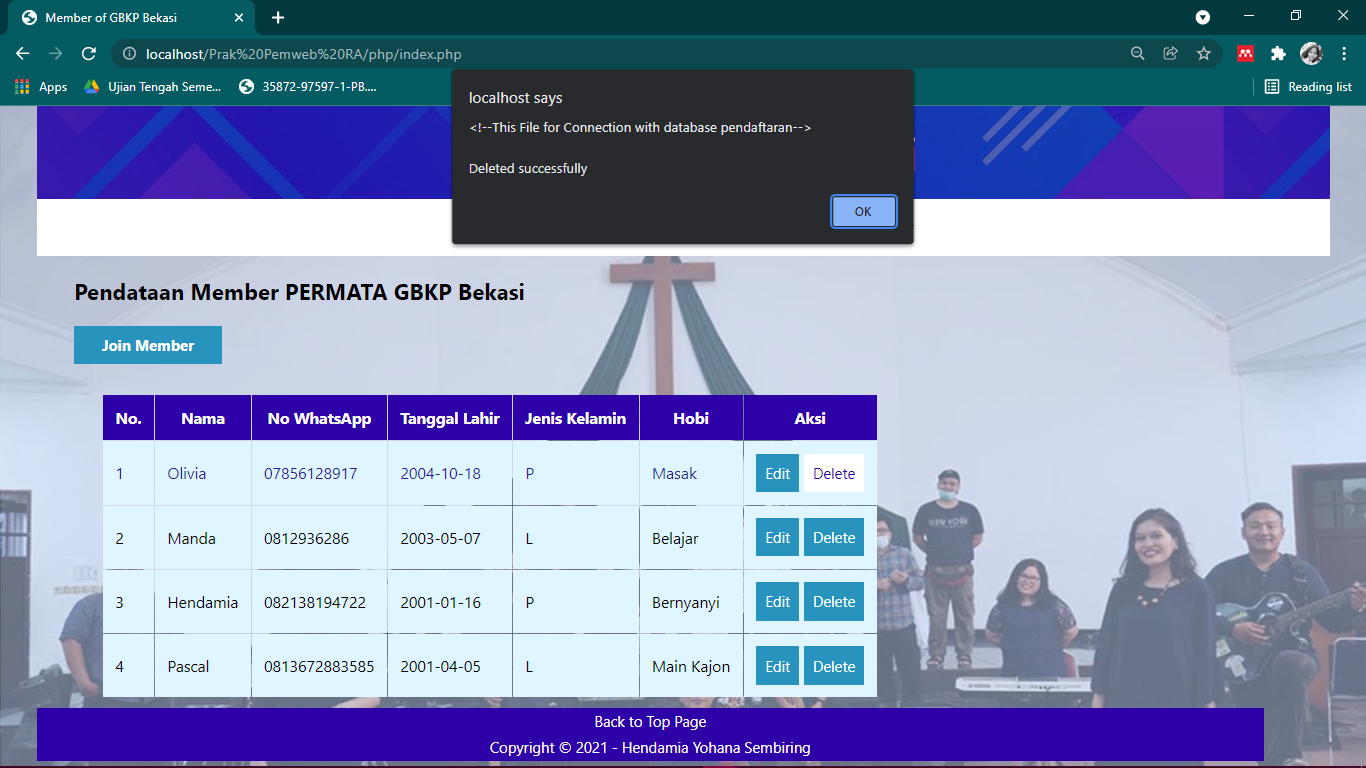 Member of GBKP Bekasi
localhost/Prak%20Pemweb%20RA/php/index.php
Apps
Ujian Tengah Seme...
35872-97597-1-PB....
Reading list
localhost says
<!--This File for Connection with database pendaftaran-->
Deleted successfully
OK
Pendataan Member PERMATA GBKP Bekasi
Join Member
No. Nama No WhatsApp Tanggal Lahir Jenis Kelamin Hobi Aksi
1 Olivia 07856128917 2004-10-18 P Masak Edit Delete
2 Manda 0812936286 2003-05-07 L Belajar Edit Delete
3 Hendamia 082138194722 2001-01-16 P Bernyanyi Edit Delete
4 Pascal 0813672883585 2001-04-05 L Main Kajon Edit Delete
NEW YORK
YAMAHA
Back to Top Page
Copyright © 2021 - Hendamia Yohana Sembiring